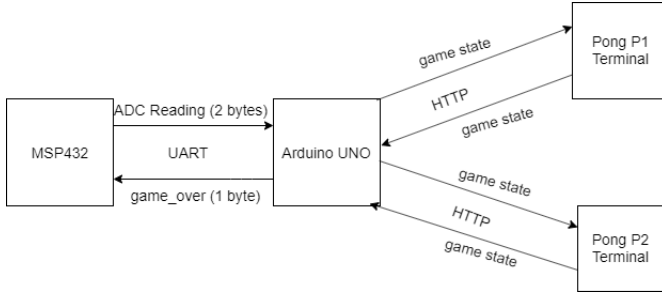 game state
Pong P1
Terminal
HTTP
game state
ADC Reading (2 bytes)
MSP432
UART
Arduino UNO
game_over (1 byte)
game state
HTTP
game state
Pong P2
Terminal